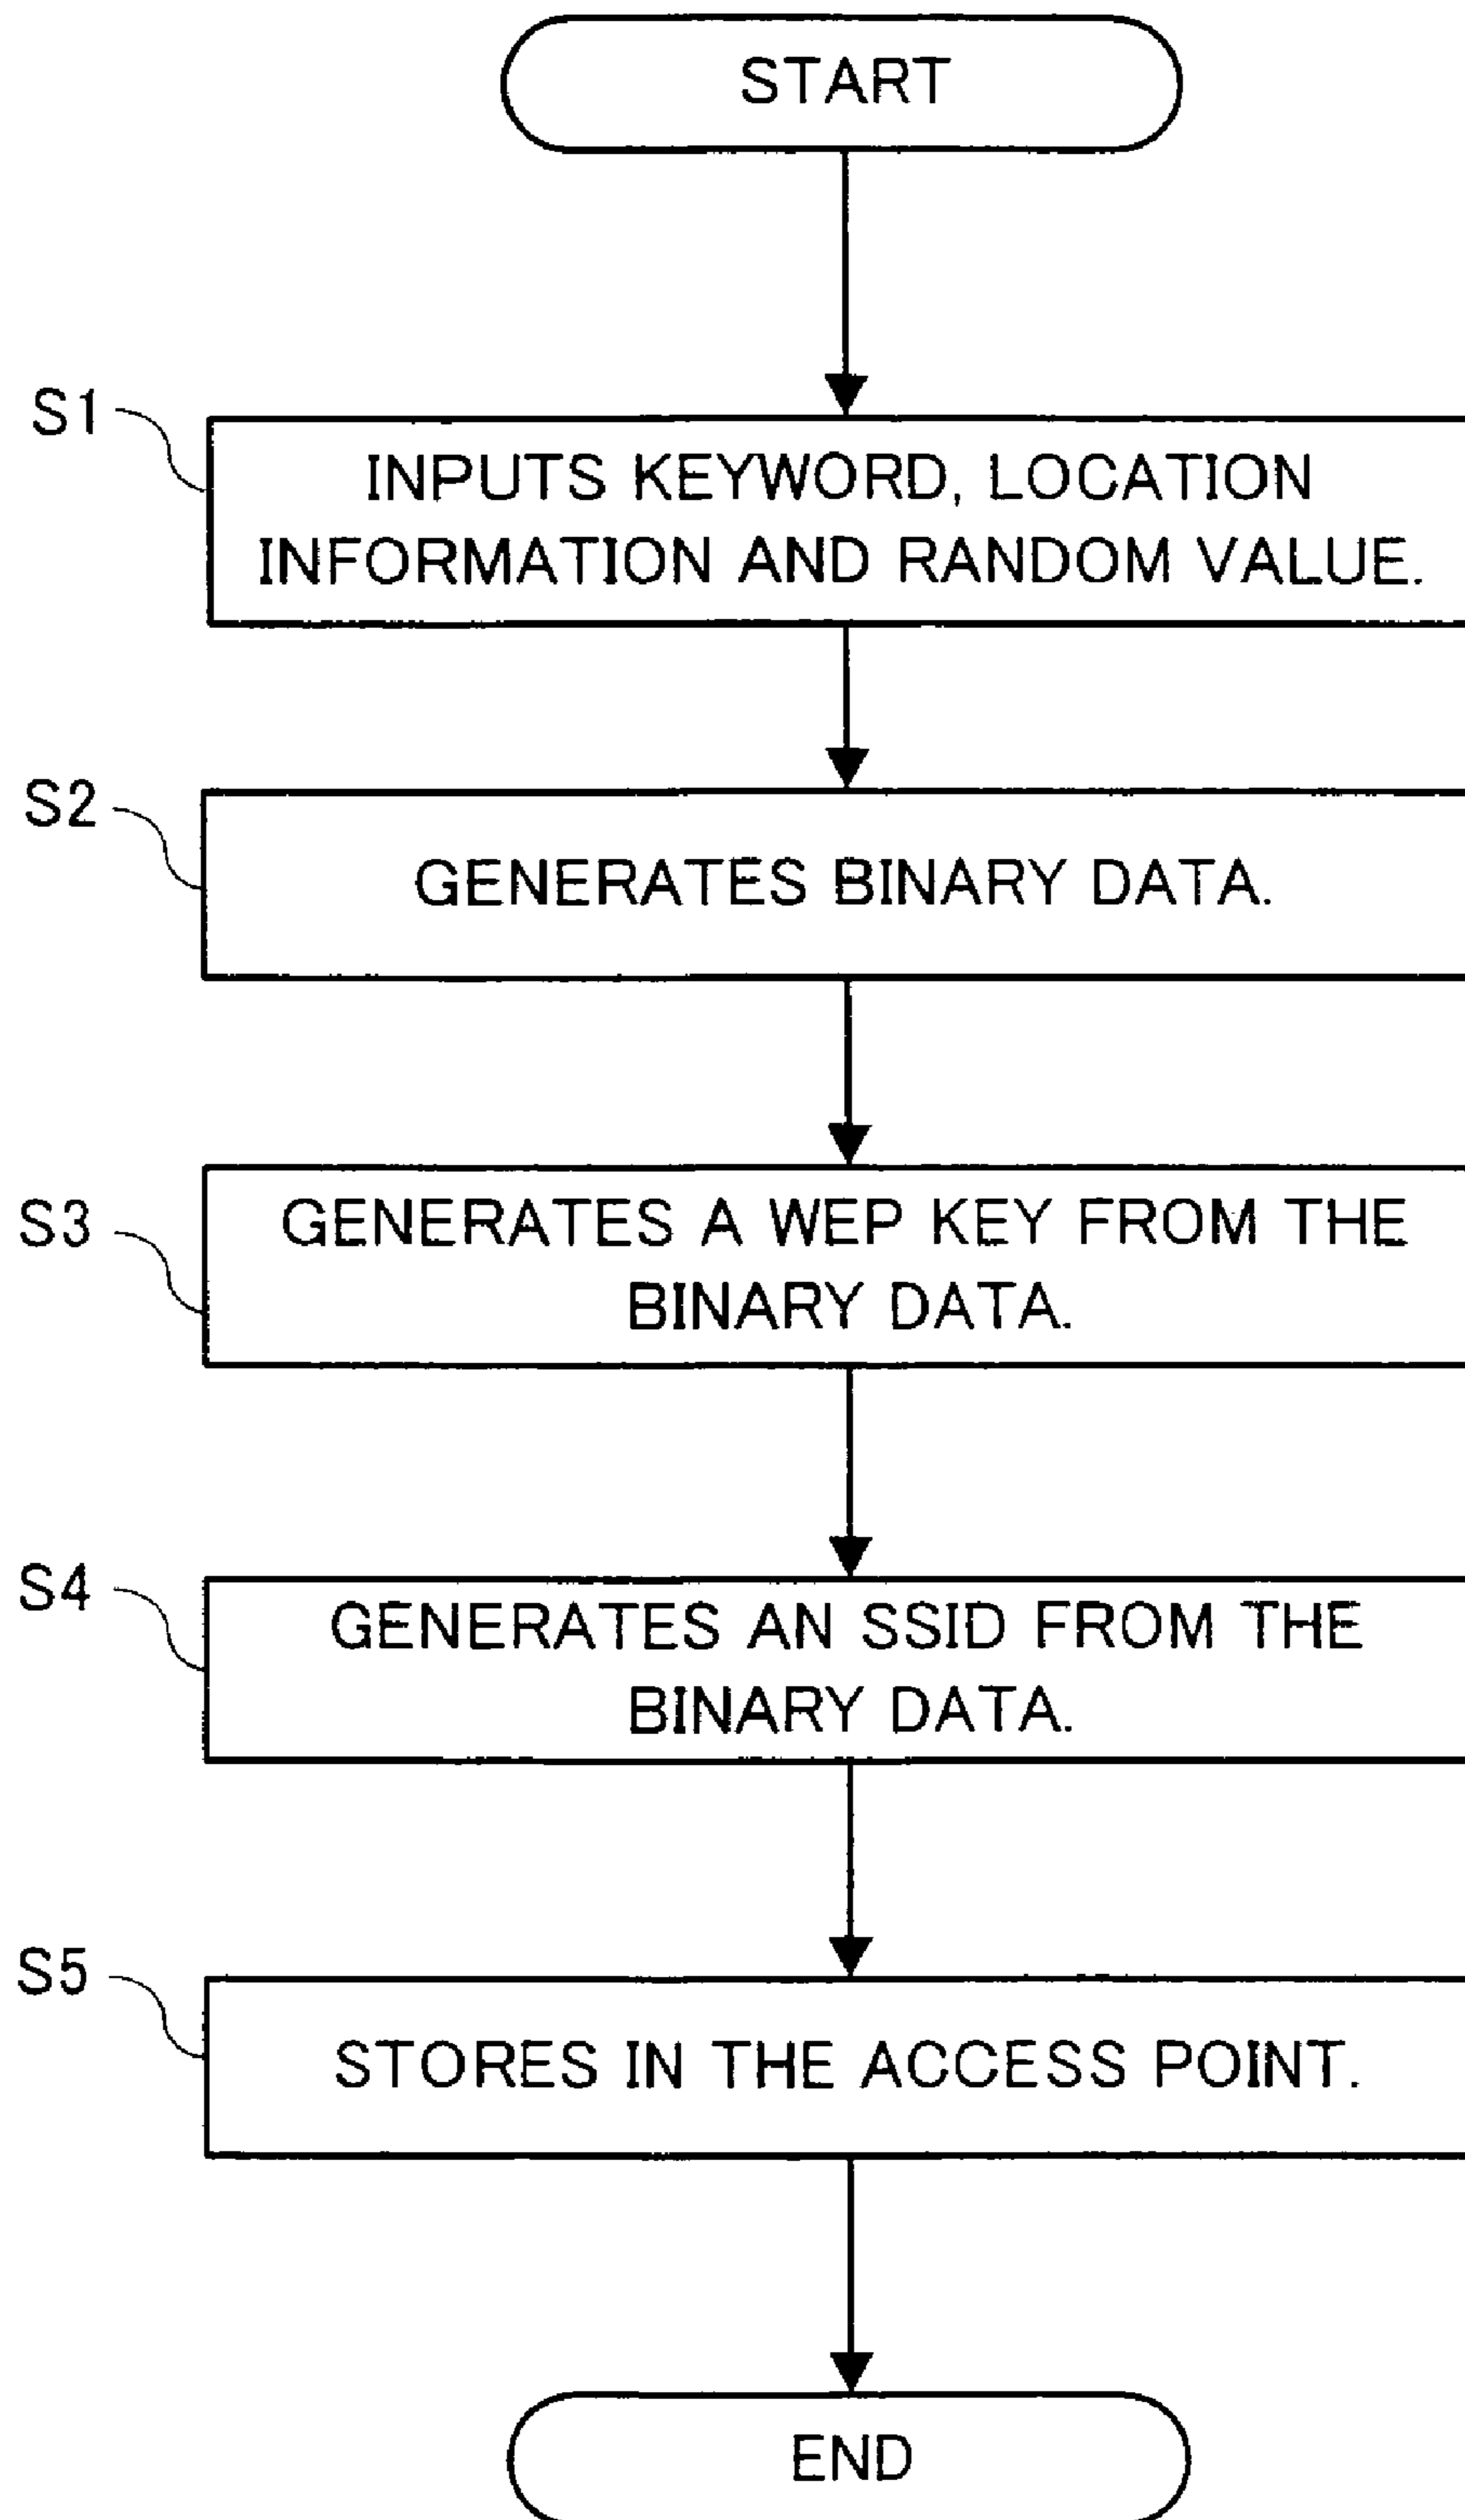 START
S1
INPUTS KEYWORD, LOCATION
INFORMATION AND RANDOM VALUE.
S2
GENERATES BINARY DATA.
S3
GENERATES A WEP KEY FROM THE
BINARY DATA.
S4
GENERATES AN SSID FROM THE
BINARY DATA.
S5
STORES IN THE ACCESS POINT.
END